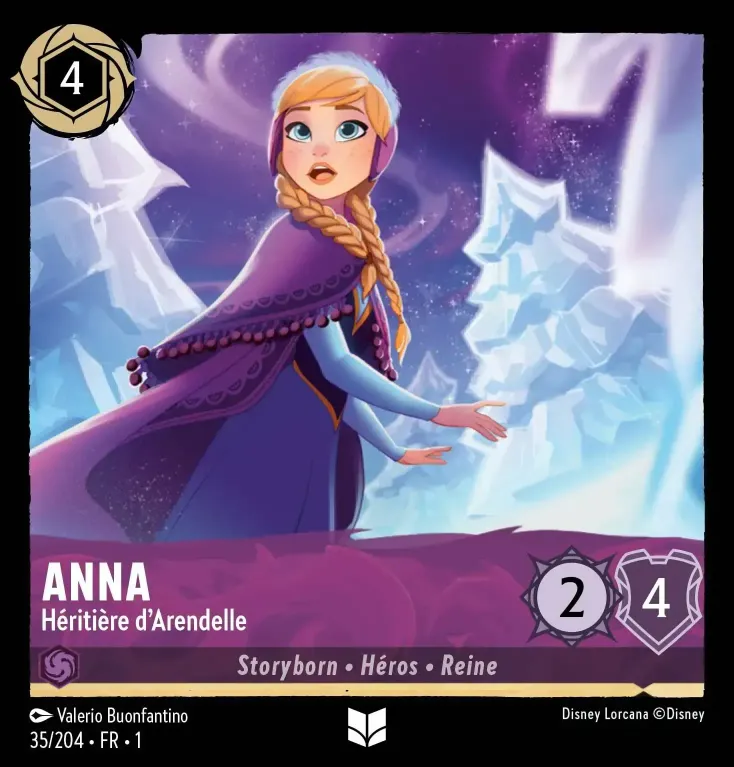 4
ANNA
Héritière d'Arendelle
2
4
Storyborn • Héros • Reine
Valerio Buonfantino
Disney Lorcana ©Disney
35/204 • FR • 1